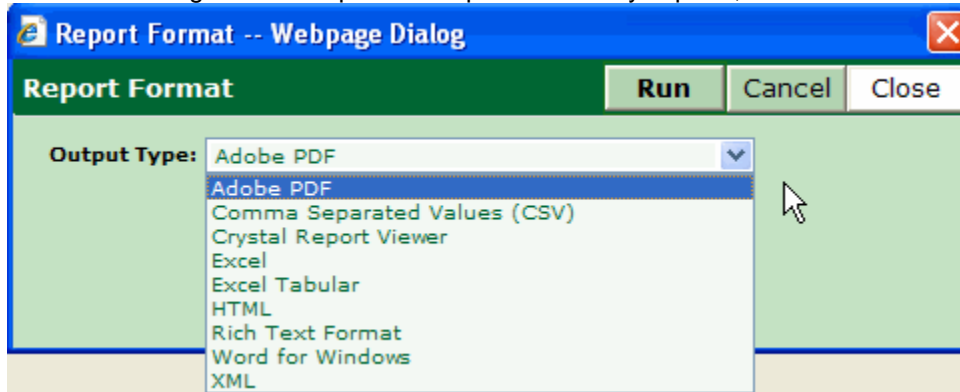 Report Format -- Webpage Dialog
Report Format Run Cancel Close
Output Type: Adobe PDF
Adobe PDF
Comma Separated Values (CSV)
Crystal Report Viewer
Excel
Excel Tabular
HTML
Rich Text Format
Word for Windows
XML